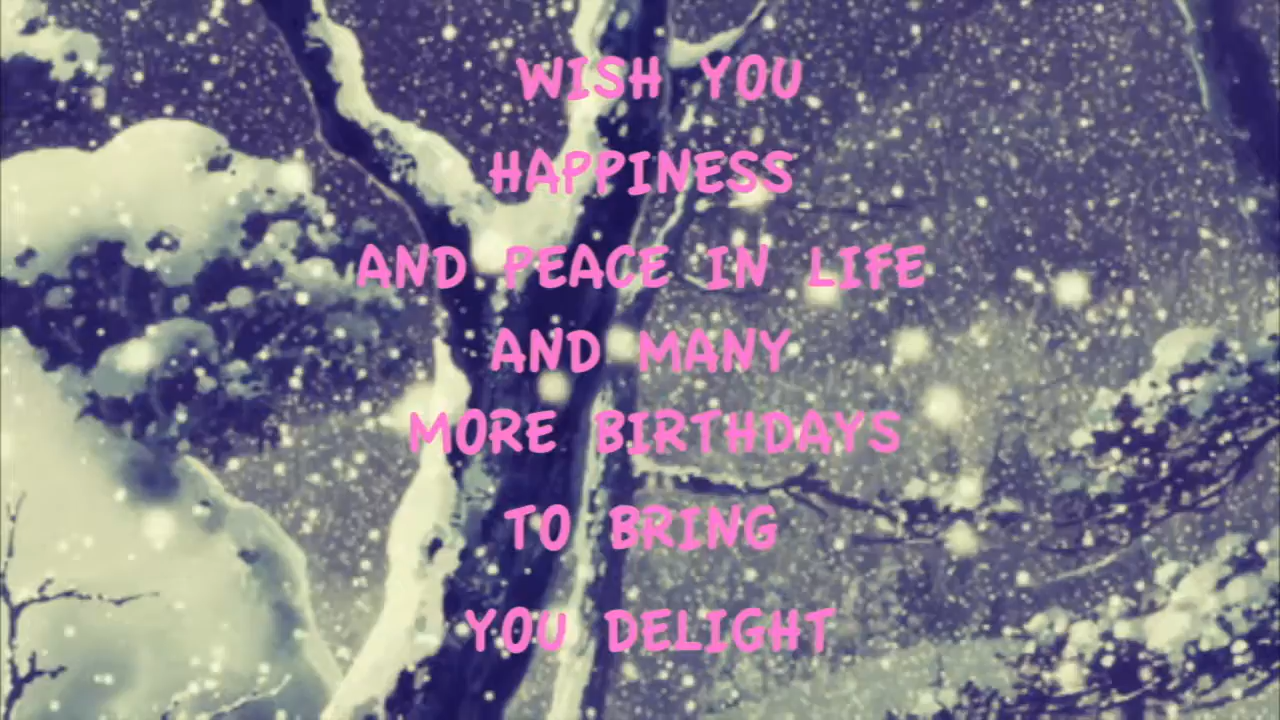 WISH YOU
HAPPINESS
AND PEACE IN LIFE
AND MANY
MORE BIRTHDAYS
TO BRING
YOU DELIGHT